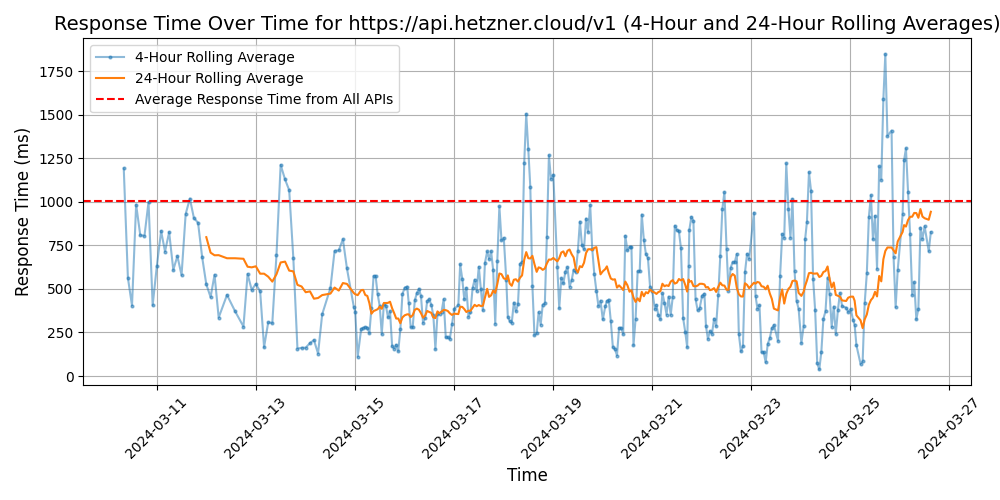 Response Time Over Time for https://api.hetzner.cloud/v1 (4-Hour and 24-Hour Rolling Averages)
4-Hour Rolling Average
24-Hour Rolling Average
Average Response Time from All APIs
Response Time (ms)
1750
1500
1250
1000
750
500
250
0
2024-03-11
2024-03-13
2024-03-15
2024-03-17
2024-03-19
2024-03-21
2024-03-23
2024-03-25
2024-03-27
Time